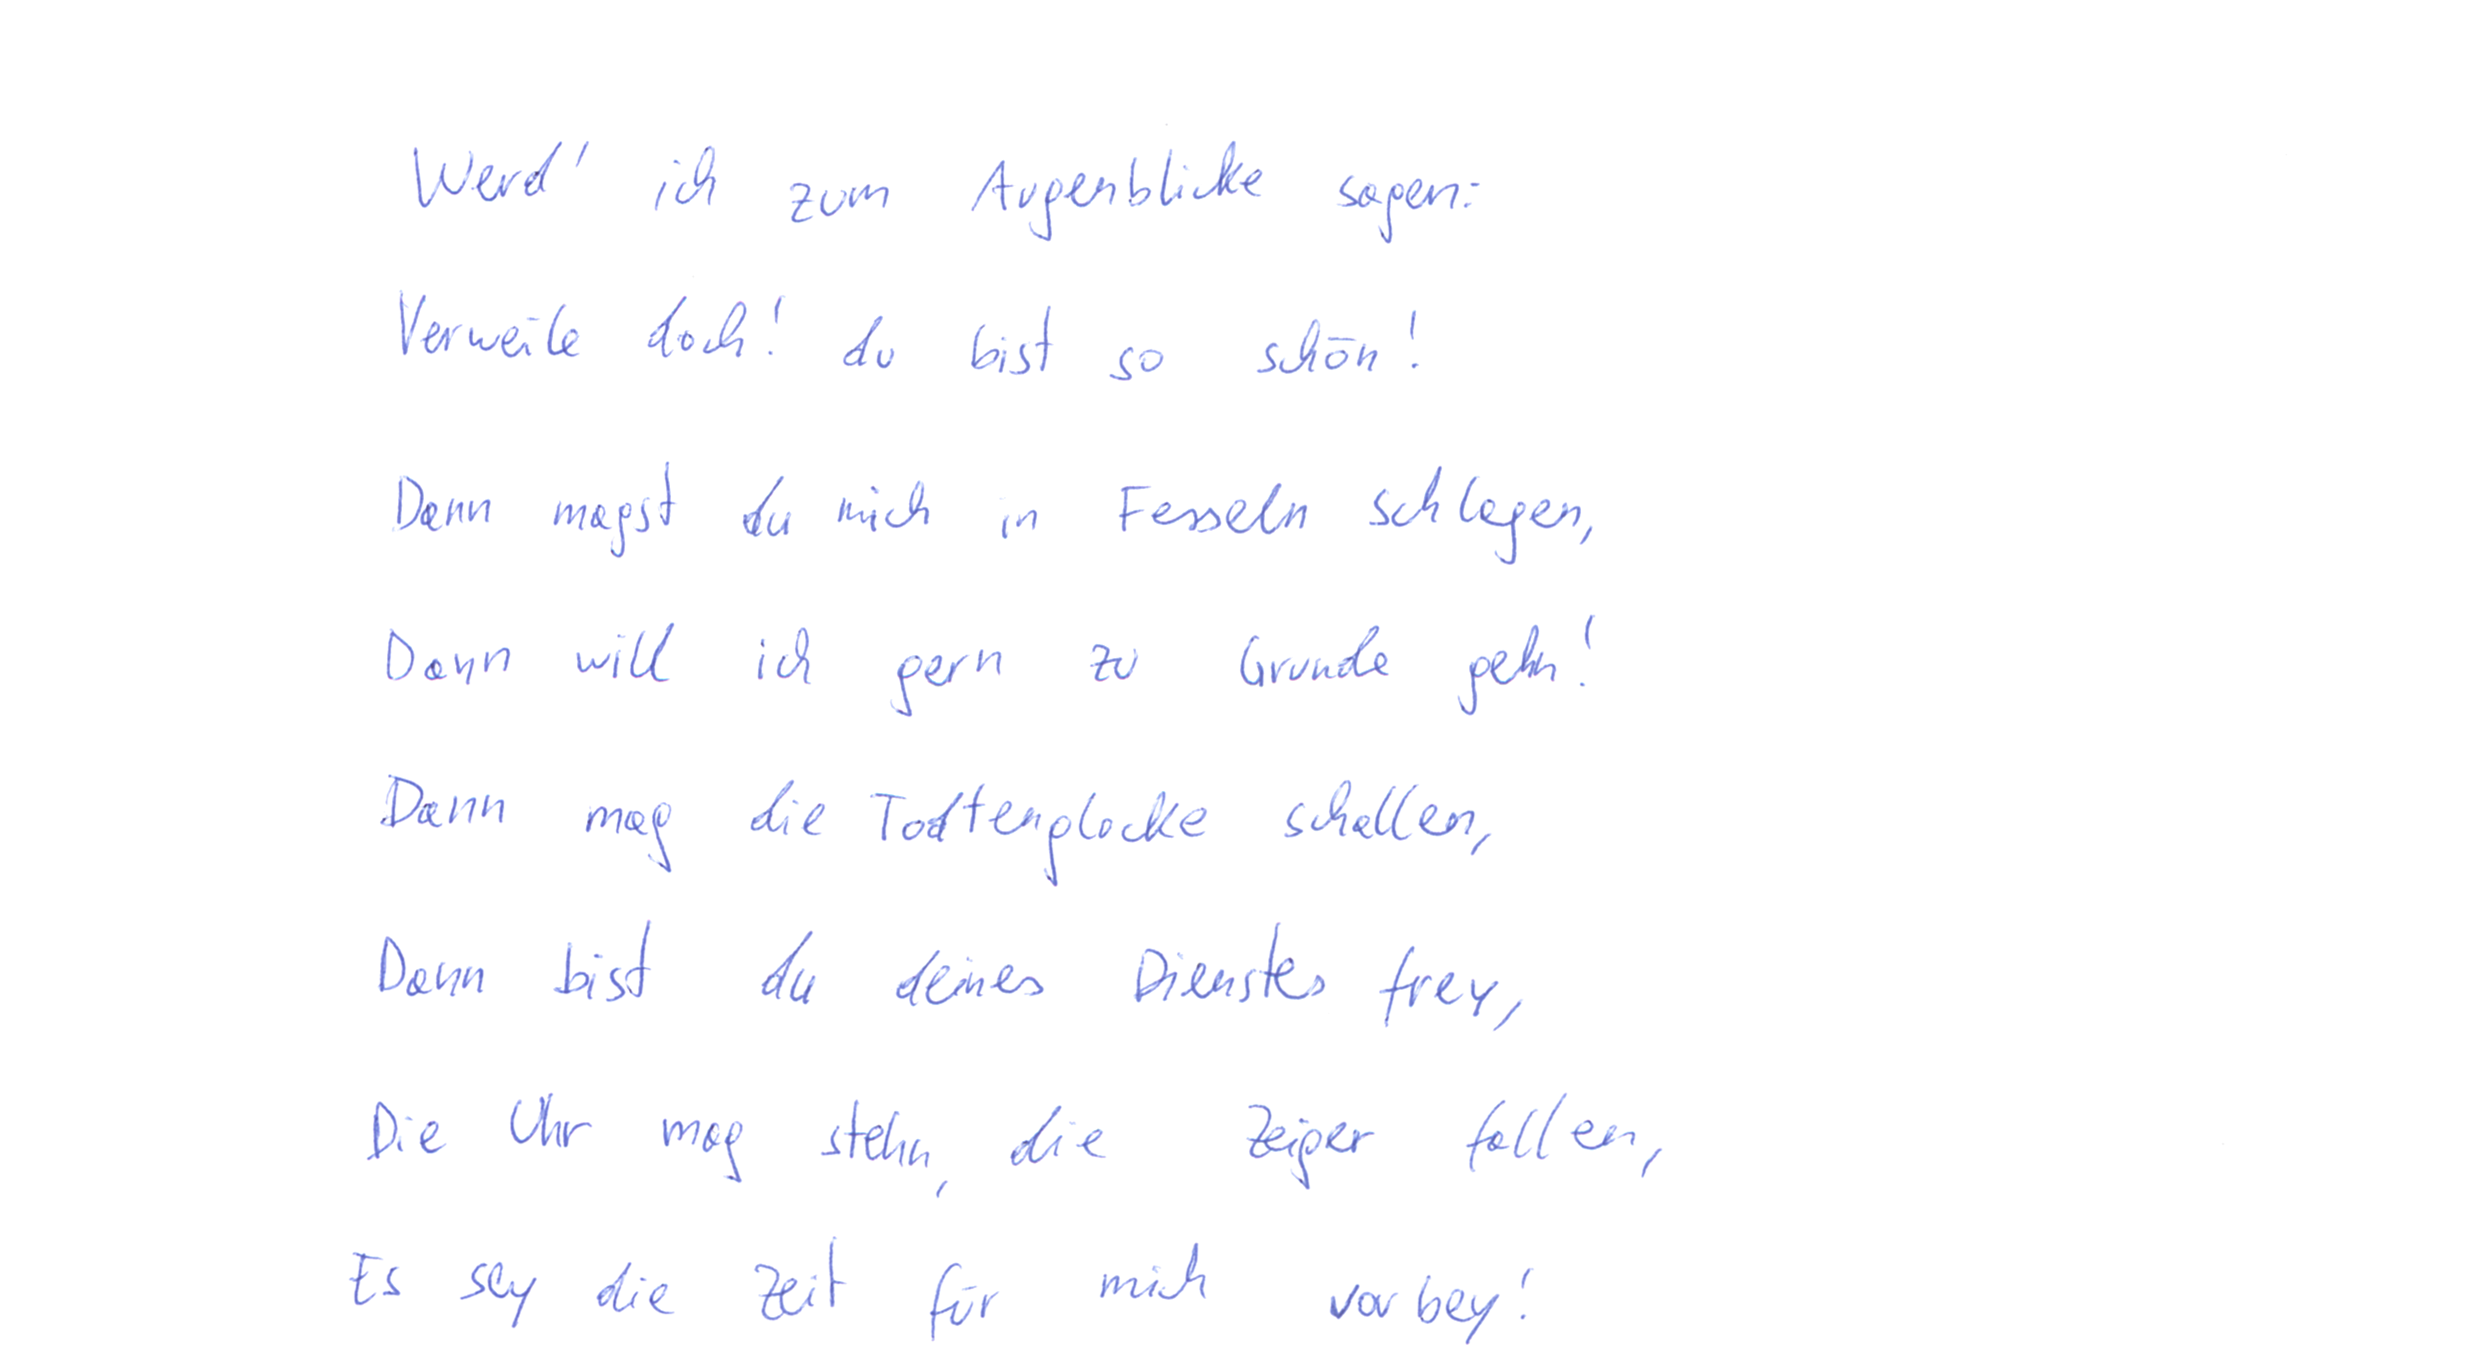 Werd' ich zum Augenblicke sagen:
Verweile doch! du bist so schön!
Dann magst du mich in Fesseln schlagen,
Dann will ich gern zu Grunde gehn!
Dann mag die Todtenglocke schallen,
Dann bist du deines Dienstes frey,
Die Uhr mag stehn, die Zeiger fallen,
Es sey die Zeit für mich vorbey!